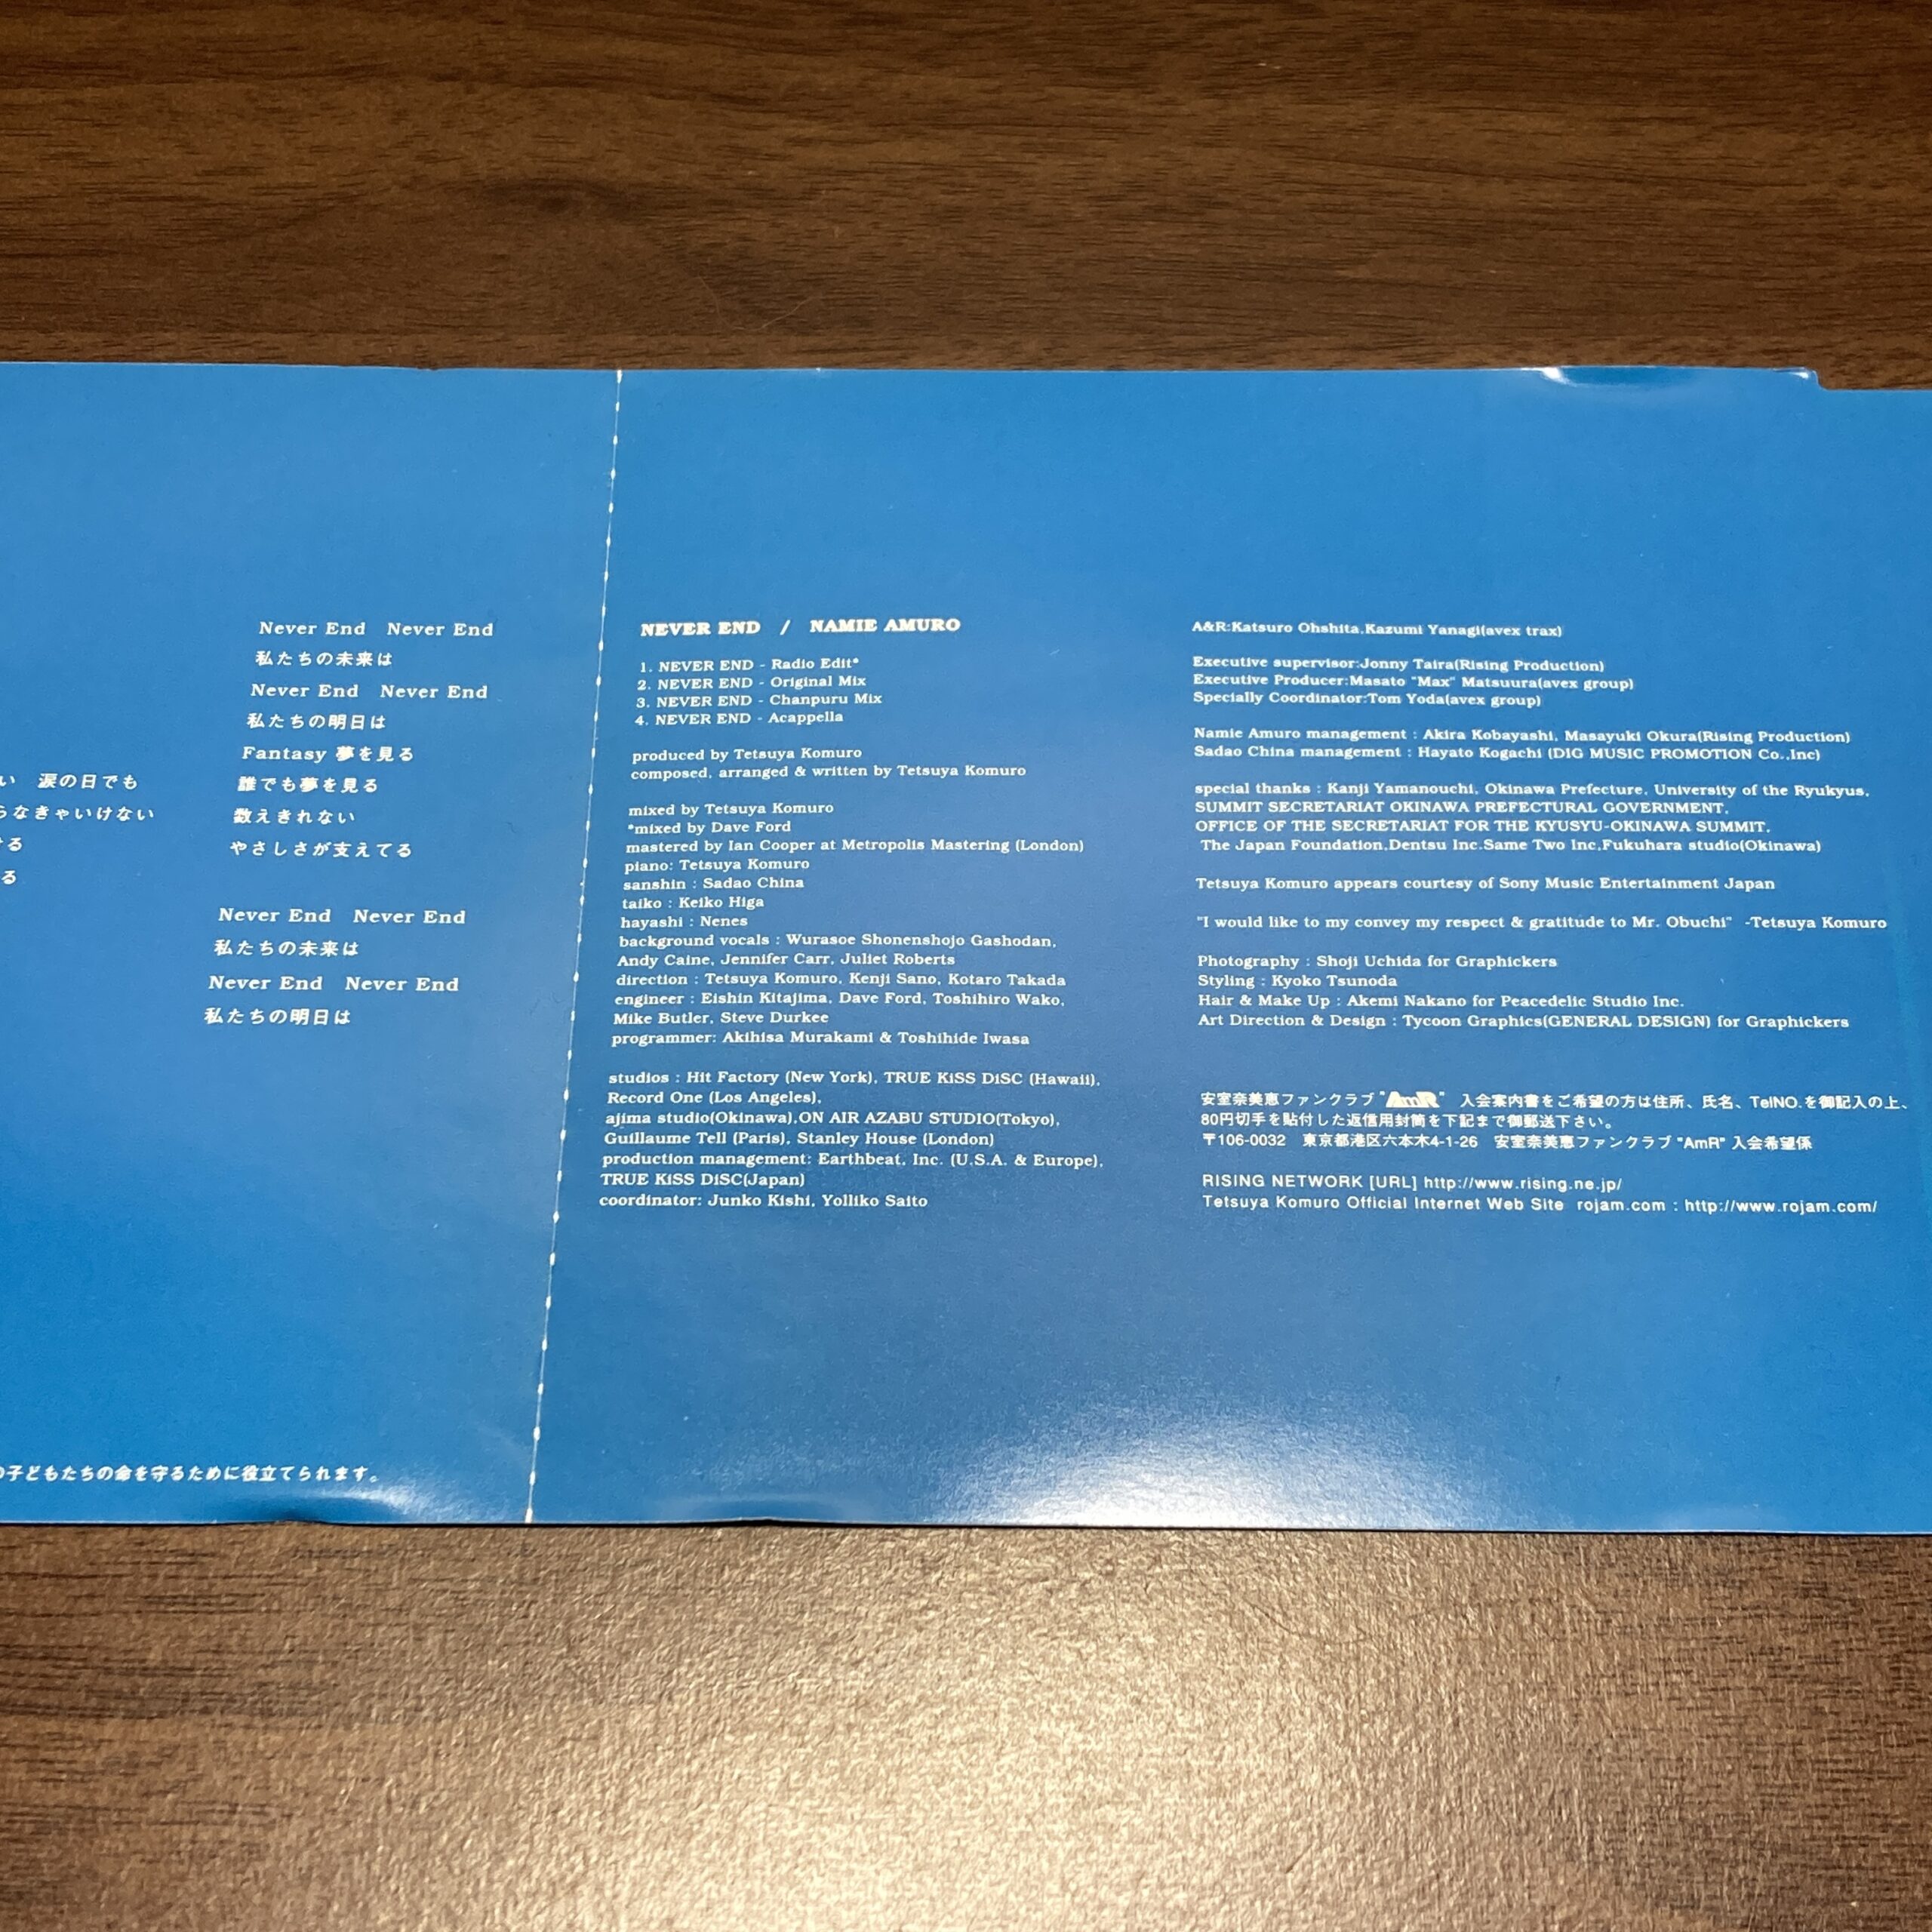 い 涙の日でも
らなきゃいけない
る
る
Never End Never End
私たちの未来は
Never End Never End
私たちの明日は
Fantasy 夢を見る
誰でも夢を見る
数えきれない
やさしさが支えてる
Never End Never End
私たちの未来は
Never End Never End
私たちの明日は
の子どもたちの命を守るために役立てられます。
NEVER END / NAMIE AMURO
1. NEVER END - Radio Edit*
2. NEVER END - Original Mix
3. NEVER END - Chanpuru Mix
4. NEVER END - Acappella
produced by Tetsuya Komuro
composed, arranged & written by Tetsuya Komuro
mixed by Tetsuya Komuro
*mixed by Dave Ford
mastered by Ian Cooper at Metropolis Mastering (London)
piano: Tetsuya Komuro
sanshin : Sadao China
taiko : Keiko Higa
hayashi : Nenes
background vocals : Wurasoe Shonenshojo Gashodan,
Andy Caine, Jennifer Carr, Juliet Roberts
direction : Tetsuya Komuro, Kenji Sano, Kotaro Takada
engineer : Eishin Kitajima, Dave Ford, Toshihiro Wako,
Mike Butler, Steve Durkee
programmer: Akihisa Murakami & Toshihide Iwasa
studios : Hit Factory (New York), TRUE KiSS DiSC (Hawaii),
Record One (Los Angeles),
ajima studio(Okinawa),ON AIR AZABU STUDIO(Tokyo),
Guillaume Tell (Paris), Stanley House (London)
production management: Earthbeat, Inc. (U.S.A. & Europe),
TRUE KiSS DiSC(Japan)
coordinator: Junko Kishi, Yolliko Saito
A&R:Katsuro Ohshita,Kazumi Yanagi(avex trax)
Executive supervisor:Jonny Taira(Rising Production)
Executive Producer:Masato "Max" Matsuura(avex group)
Specially Coordinator:Tom Yoda(avex group)
Namie Amuro management : Akira Kobayashi, Masayuki Okura(Rising Production)
Sadao China management : Hayato Kogachi (DIG MUSIC PROMOTION Co.,Inc)
special thanks : Kanji Yamanouchi, Okinawa Prefecture, University of the Ryukyus,
SUMMIT SECRETARIAT OKINAWA PREFECTURAL GOVERNMENT,
OFFICE OF THE SECRETARIAT FOR THE KYUSYU-OKINAWA SUMMIT,
The Japan Foundation,Dentsu Inc.Same Two Inc,Fukuhara studio(Okinawa)
Tetsuya Komuro appears courtesy of Sony Music Entertainment Japan
"I would like to my convey my respect & gratitude to Mr. Obuchi" -Tetsuya Komuro
Photography : Shoji Uchida for Graphickers
Styling : Kyoko Tsunoda
Hair & Make Up : Akemi Nakano for Peacedelic Studio Inc.
Art Direction & Design : Tycoon Graphics(GENERAL DESIGN) for Graphickers
安室奈美恵ファンクラブ "AmR" 入会案内書をご希望の方は住所、氏名、TelNO.を御記入の上、
80円切手を貼付した返信用封筒を下記まで御郵送下さい。
〒106-0032 東京都港区六本木4-1-26 安室奈美恵ファンクラブ "AmR" 入会希望係
RISING NETWORK [URL] http://www.rising.ne.jp/
Tetsuya Komuro Official Internet Web Site rojam.com : http://www.rojam.com/